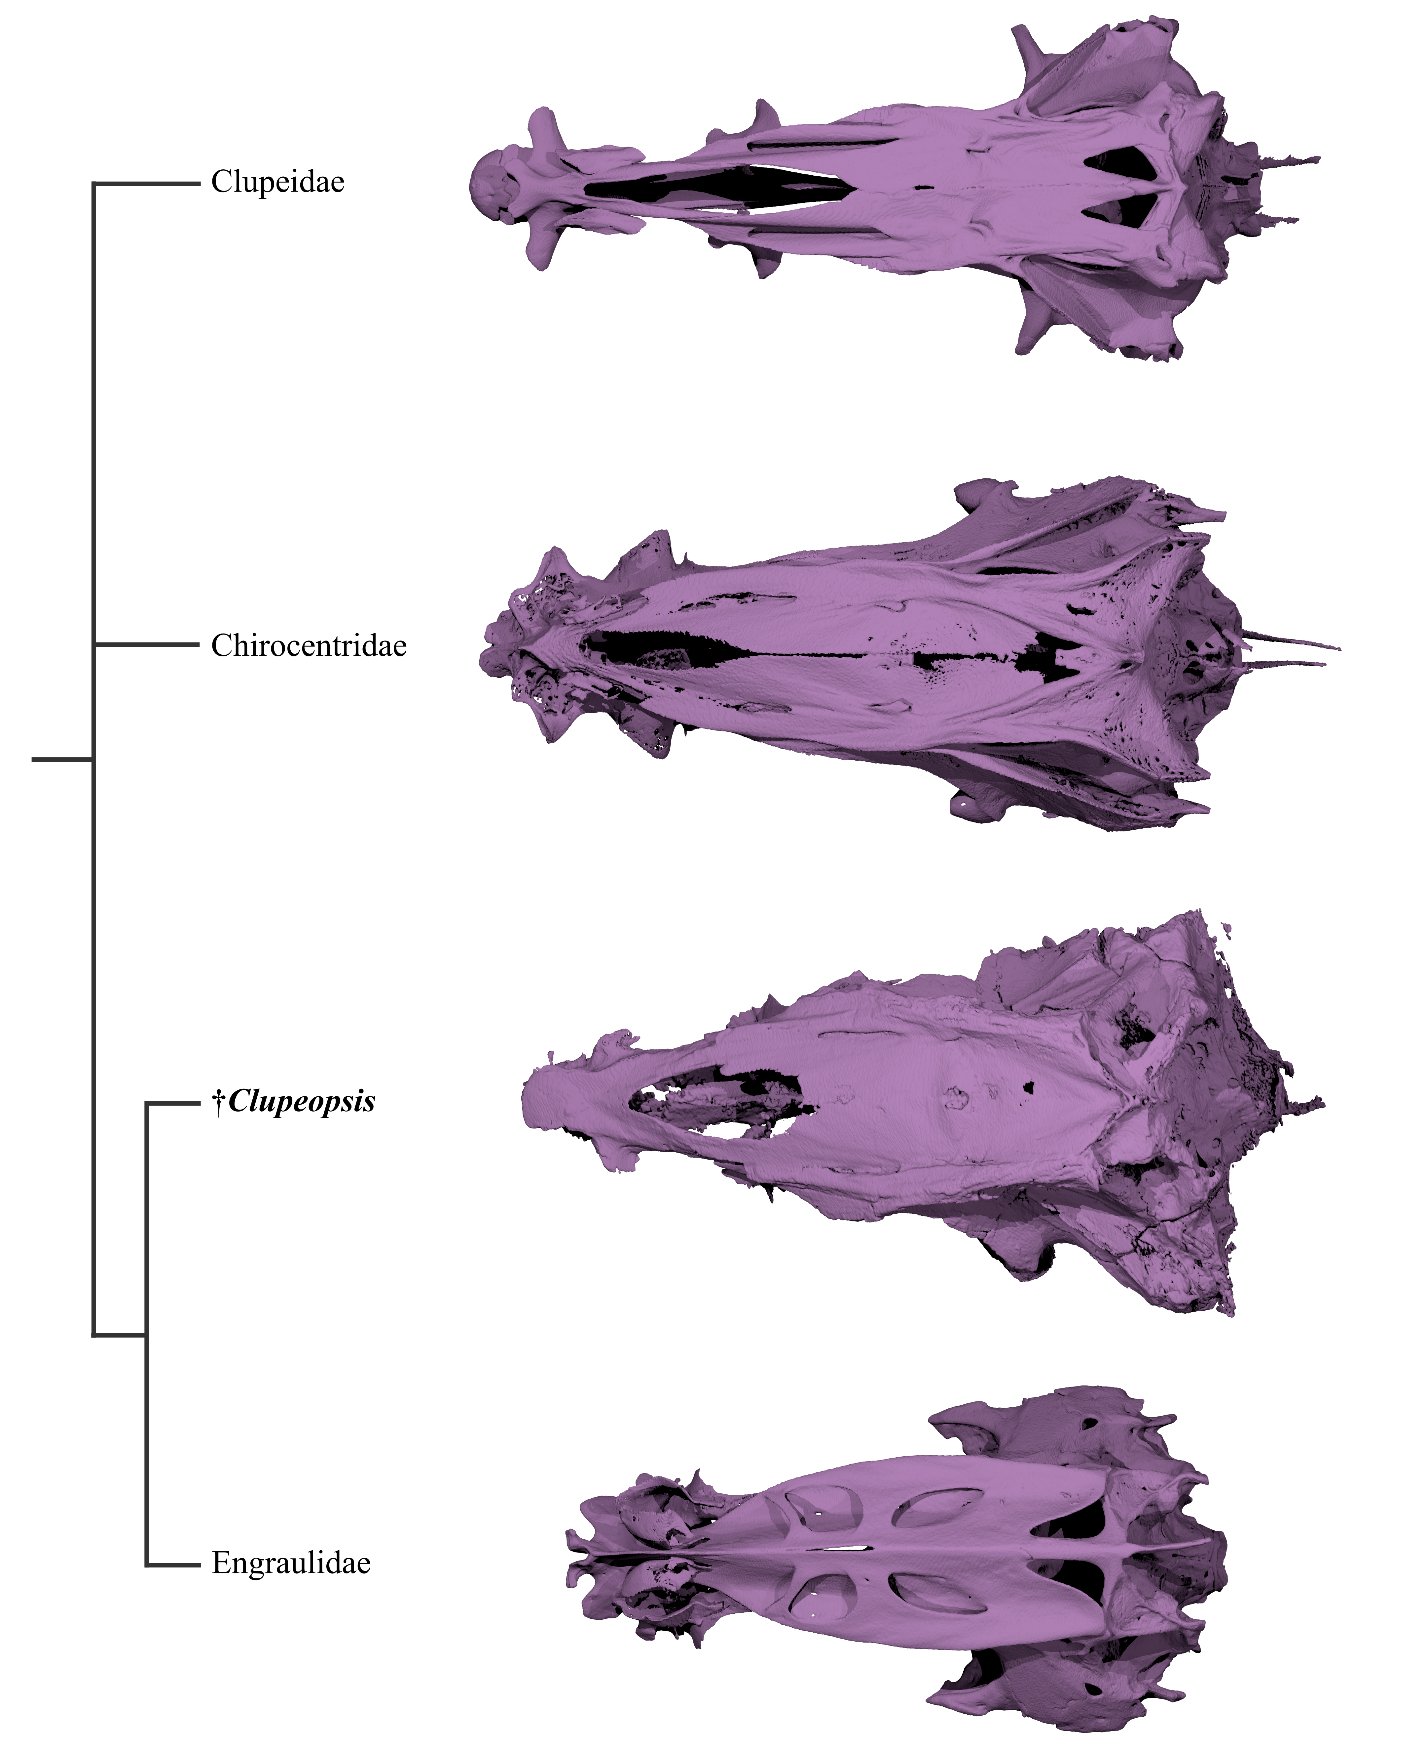 Clupeidae
Chirocentridae
†Clupeopsis
Engraulidae